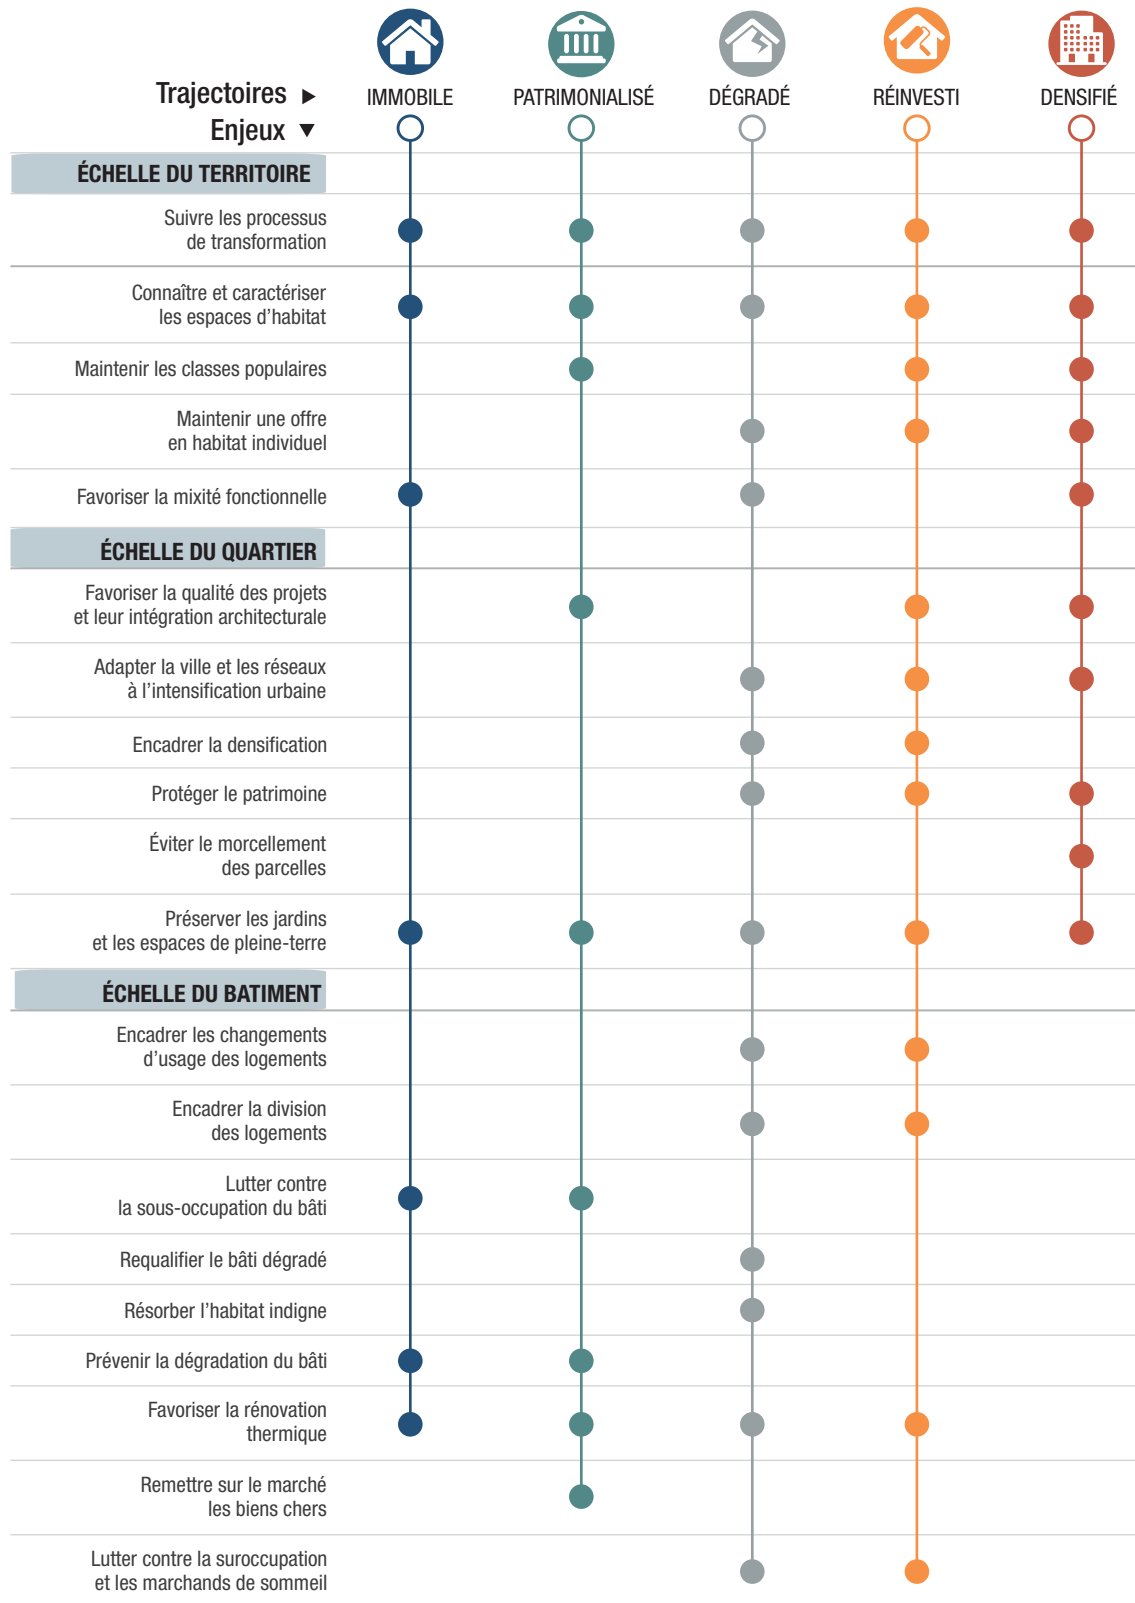 Trajectoires ►
IMMOBILE
PATRIMONIALISÉ
DÉGRADÉ
RÉINVESTI
DENSIFIÉ
Enjeux ▼
ÉCHELLE DU TERRITOIRE
Suivre les processus
de transformation
Connaître et caractériser
les espaces d’habitat
Maintenir les classes populaires
Maintenir une offre
en habitat individuel
Favoriser la mixité fonctionnelle
ÉCHELLE DU QUARTIER
Favoriser la qualité des projets
et leur intégration architecturale
Adapter la ville et les réseaux
à l’intensification urbaine
Encadrer la densification
Protéger le patrimoine
Éviter le morcellement
des parcelles
Préserver les jardins
et les espaces de pleine-terre
ÉCHELLE DU BATIMENT
Encadrer les changements
d’usage des logements
Encadrer la division
des logements
Lutter contre
la sous-occupation du bâti
Requalifier le bâti dégradé
Résorber l’habitat indigne
Prévenir la dégradation du bâti
Favoriser la rénovation
thermique
Remettre sur le marché
les biens chers
Lutter contre la suroccupation
et les marchands de sommeil